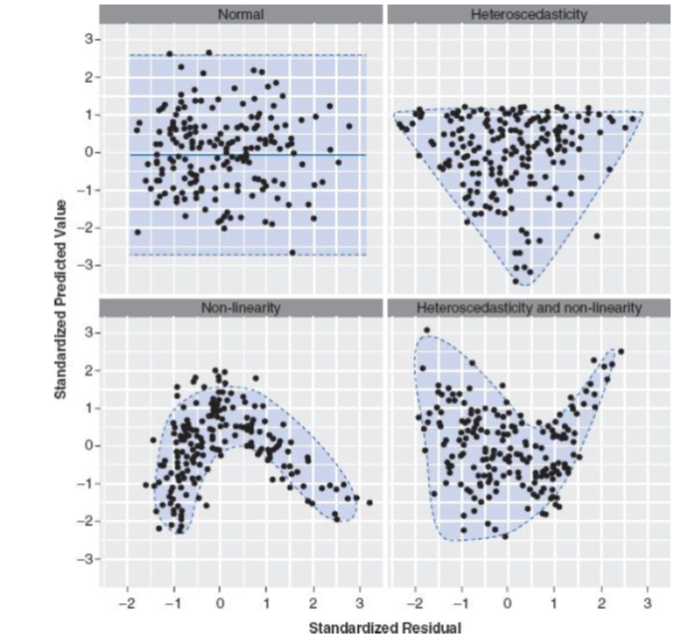 Normal
Heteroscedasticity
3
2
1
0
−1
−2
−3
Standardized Predicted Value
Non-linearity
Heteroscedasticity and non-linearity
3
2
1
0
−1
−2
−3
−2 −1 0 1 2 3 −2 −1 0 1 2 3
Standardized Residual